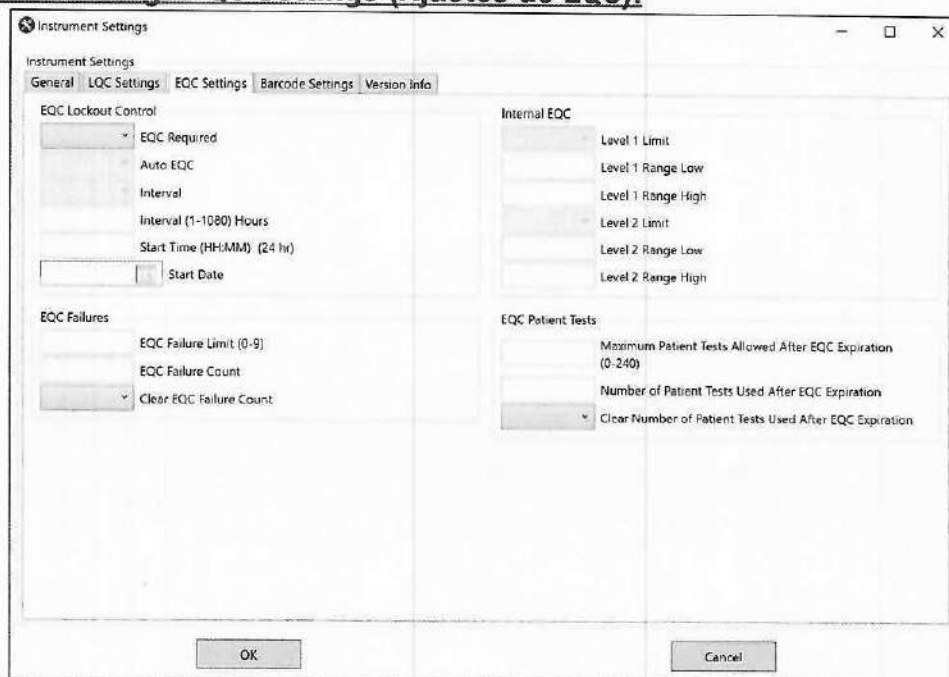 (Ajustes de EQC):
Instrument Settings
Instrument Settings
General LQC Settings EQC Settings Barcode Settings Version Info
EQC Lockout Control
EQC Required
Auto EQC
Interval
Interval (1-1080) Hours
Start Time (HH:MM) (24 hr)
Start Date
EQC Failures
EQC Failure Limit (0-9)
EQC Failure Count
Clear EQC Failure Count
Internal EQC
Level 1 Limit
Level 1 Range Low
Level 1 Range High
Level 2 Limit
Level 2 Range Low
Level 2 Range High
EQC Patient Tests
Maximum Patient Tests Allowed After EQC Expiration
(0-240)
Number of Patient Tests Used After EQC Expiration
Clear Number of Patient Tests Used After EQC Expiration
OK
Cancel